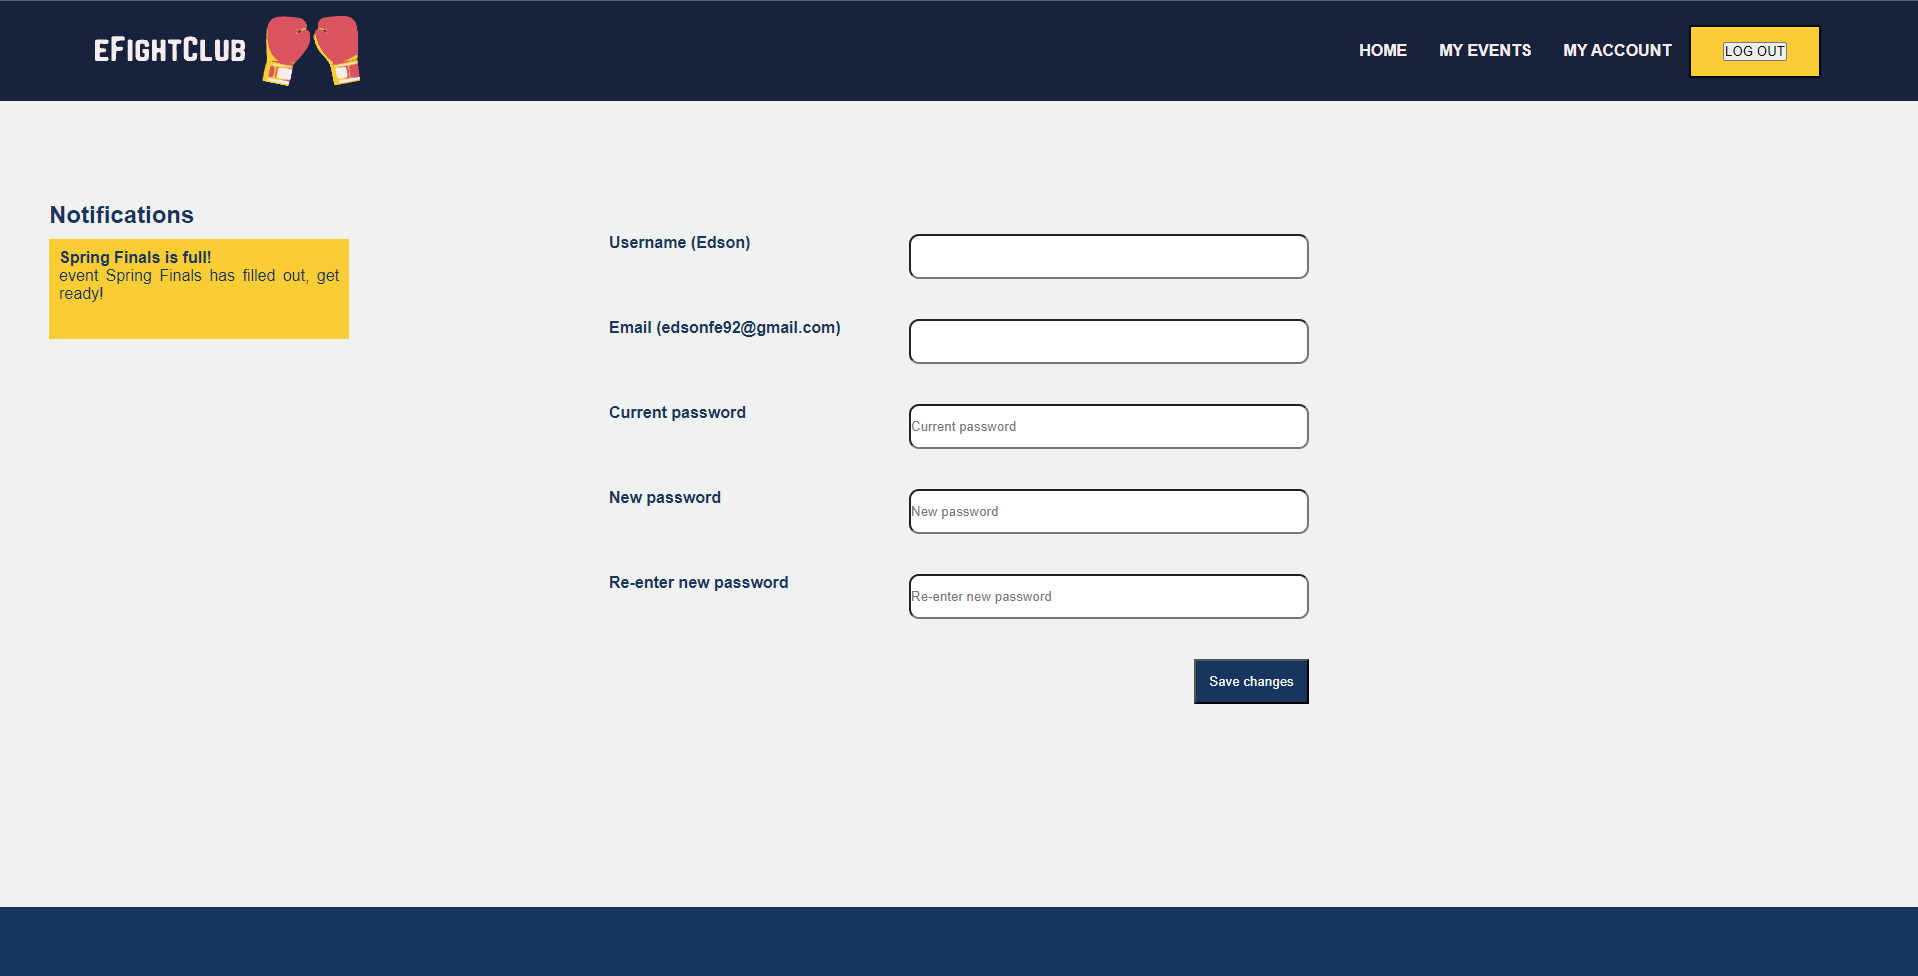 eFightClub
HOME MY EVENTS MY ACCOUNT LOG OUT
Notifications
Spring Finals is full!
event Spring Finals has filled out, get
ready!
Username (Edson)
Email (edsonfe92@gmail.com)
Current password
Current password
New password
New password
Re-enter new password
Re-enter new password
Save changes